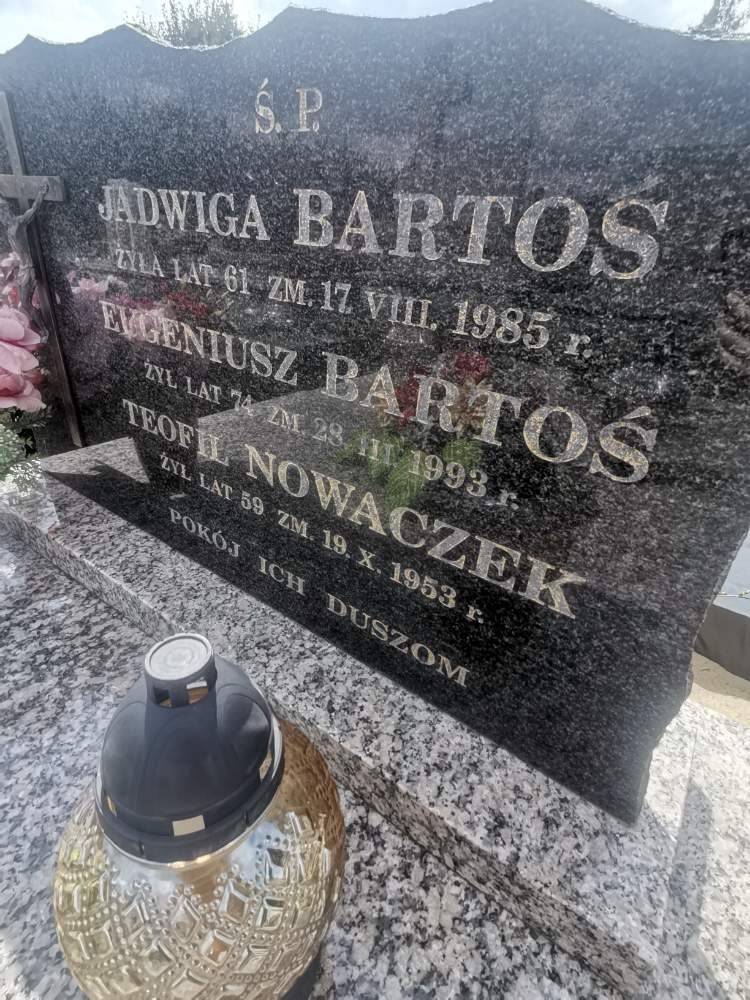 Ś. P.
JADWIGA BARTOŚ
ŻYŁA LAT 61 ZM. 17. VIII. 1985 r.
EUGENIUSZ BARTOŚ
ŻYŁ LAT 74 ZM 28 III 1993 r.
TEOFIL NOWACZEK
ŻYŁ LAT 59 ZM. 19. X. 1953 r.
POKÓJ ICH DUSZOM